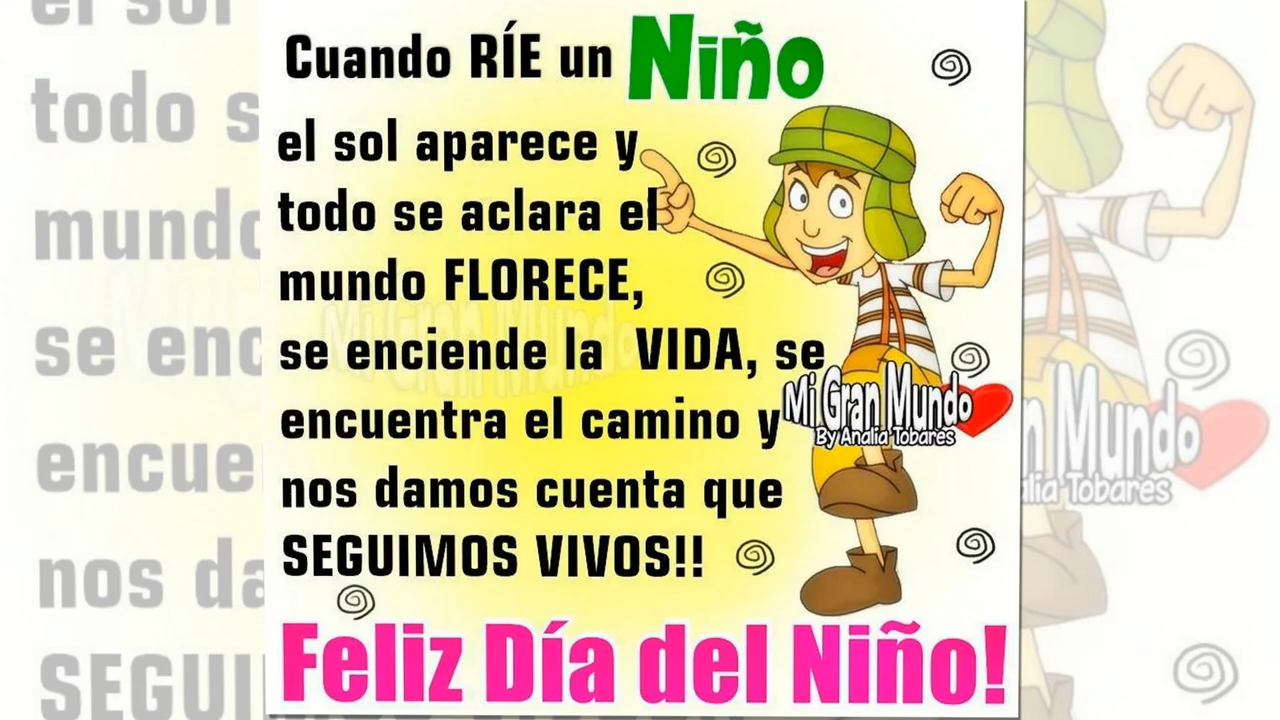 Cuando RÍE un Niño
el sol aparece y
todo se aclara el
mundo FLORECE,
se enciende la VIDA, se
encuentra el camino y
nos damos cuenta que
SEGUIMOS VIVOS!!
Mi Gran Mundo
By Analia Tobares
Feliz Día del Niño!